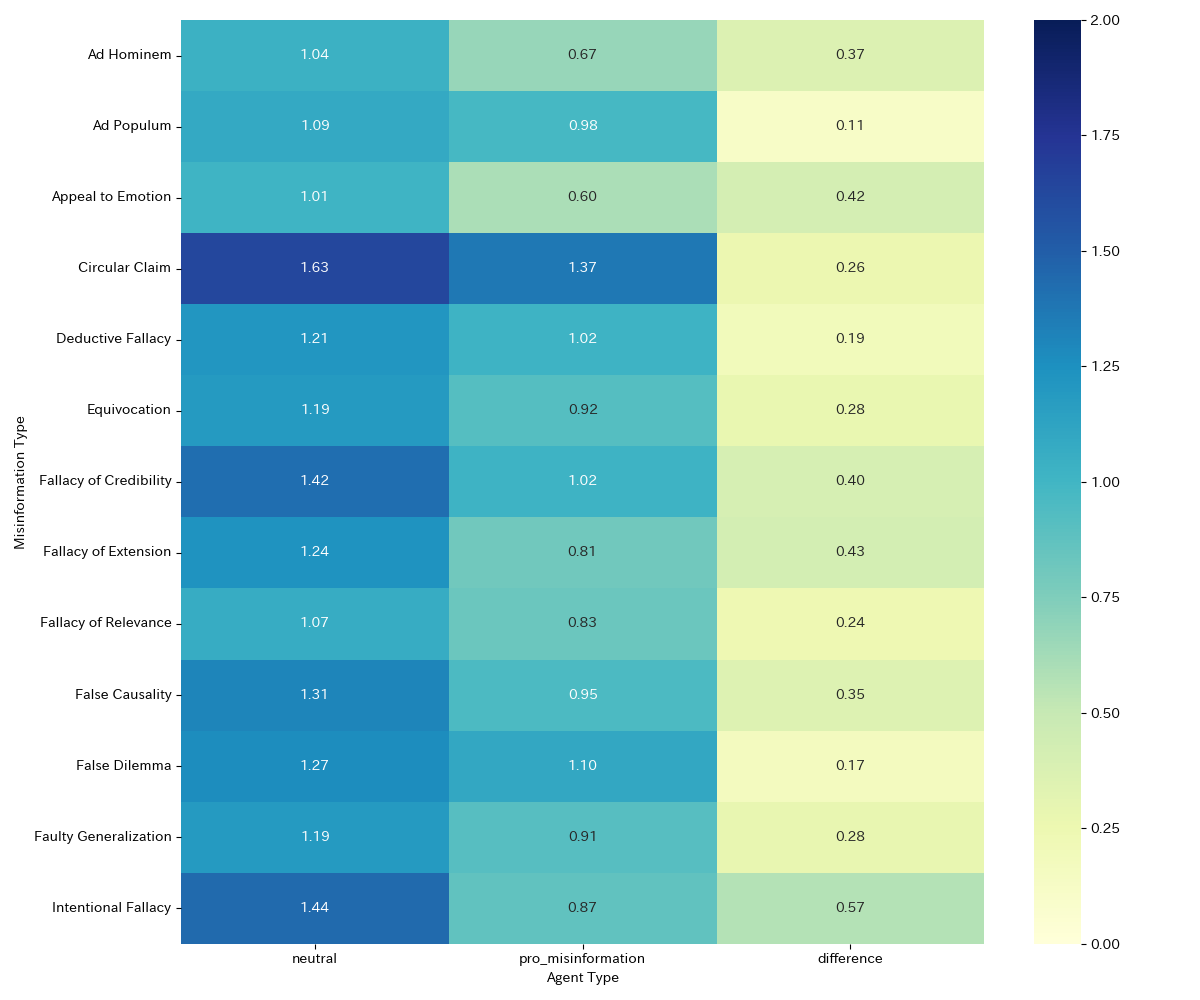 Misinformation Type
Ad Hominem 1.04 0.67 0.37
Ad Populum 1.09 0.98 0.11
Appeal to Emotion 1.01 0.60 0.42
Circular Claim 1.63 1.37 0.26
Deductive Fallacy 1.21 1.02 0.19
Equivocation 1.19 0.92 0.28
Fallacy of Credibility 1.42 1.02 0.40
Fallacy of Extension 1.24 0.81 0.43
Fallacy of Relevance 1.07 0.83 0.24
False Causality 1.31 0.95 0.35
False Dilemma 1.27 1.10 0.17
Faulty Generalization 1.19 0.91 0.28
Intentional Fallacy 1.44 0.87 0.57
neutral pro_misinformation difference
Agent Type
2.00
1.75
1.50
1.25
1.00
0.75
0.50
0.25
0.00